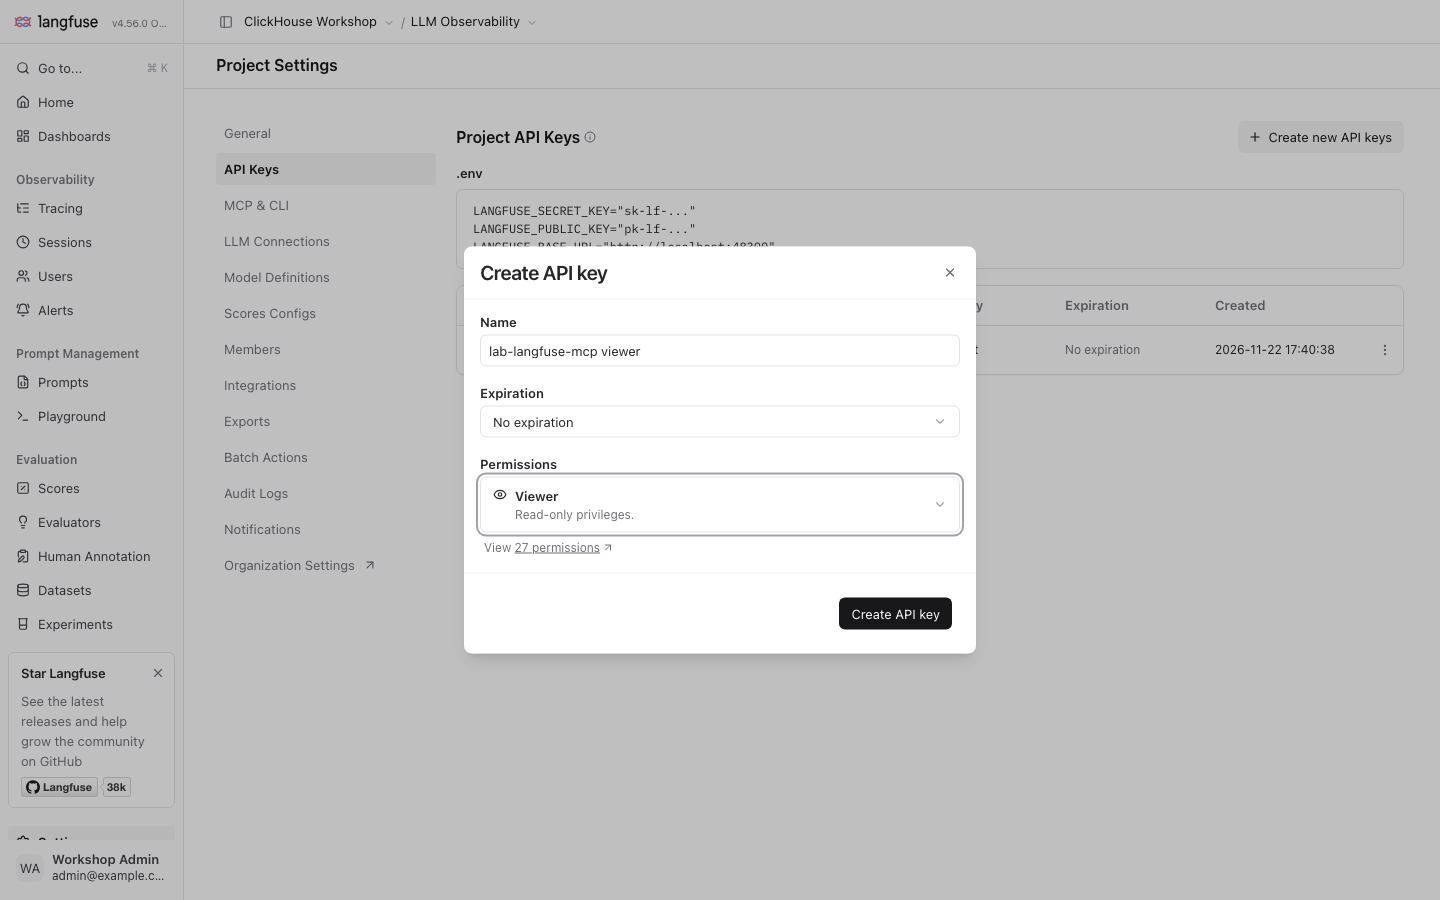 langfuse v4.56.0 O...
ClickHouse Workshop / LLM Observability
Go to... ⌘ K
Home
Dashboards
Observability
Tracing
Sessions
Users
Alerts
Prompt Management
Prompts
Playground
Evaluation
Scores
Evaluators
Human Annotation
Datasets
Experiments
Star Langfuse
See the latest
releases and help
grow the community
on GitHub
Langfuse 38k
WA
Workshop Admin
admin@example.c...
Project Settings
General
API Keys
MCP & CLI
LLM Connections
Model Definitions
Scores Configs
Members
Integrations
Exports
Batch Actions
Audit Logs
Notifications
Organization Settings
Project API Keys
Create new API keys
.env
LANGFUSE_SECRET_KEY="sk-lf-..."
LANGFUSE_PUBLIC_KEY="pk-lf-..."
Expiration Created
No expiration 2026-11-22 17:40:38
Create API key
Name
lab-langfuse-mcp viewer
Expiration
No expiration
Permissions
Viewer
Read-only privileges.
View 27 permissions
Create API key